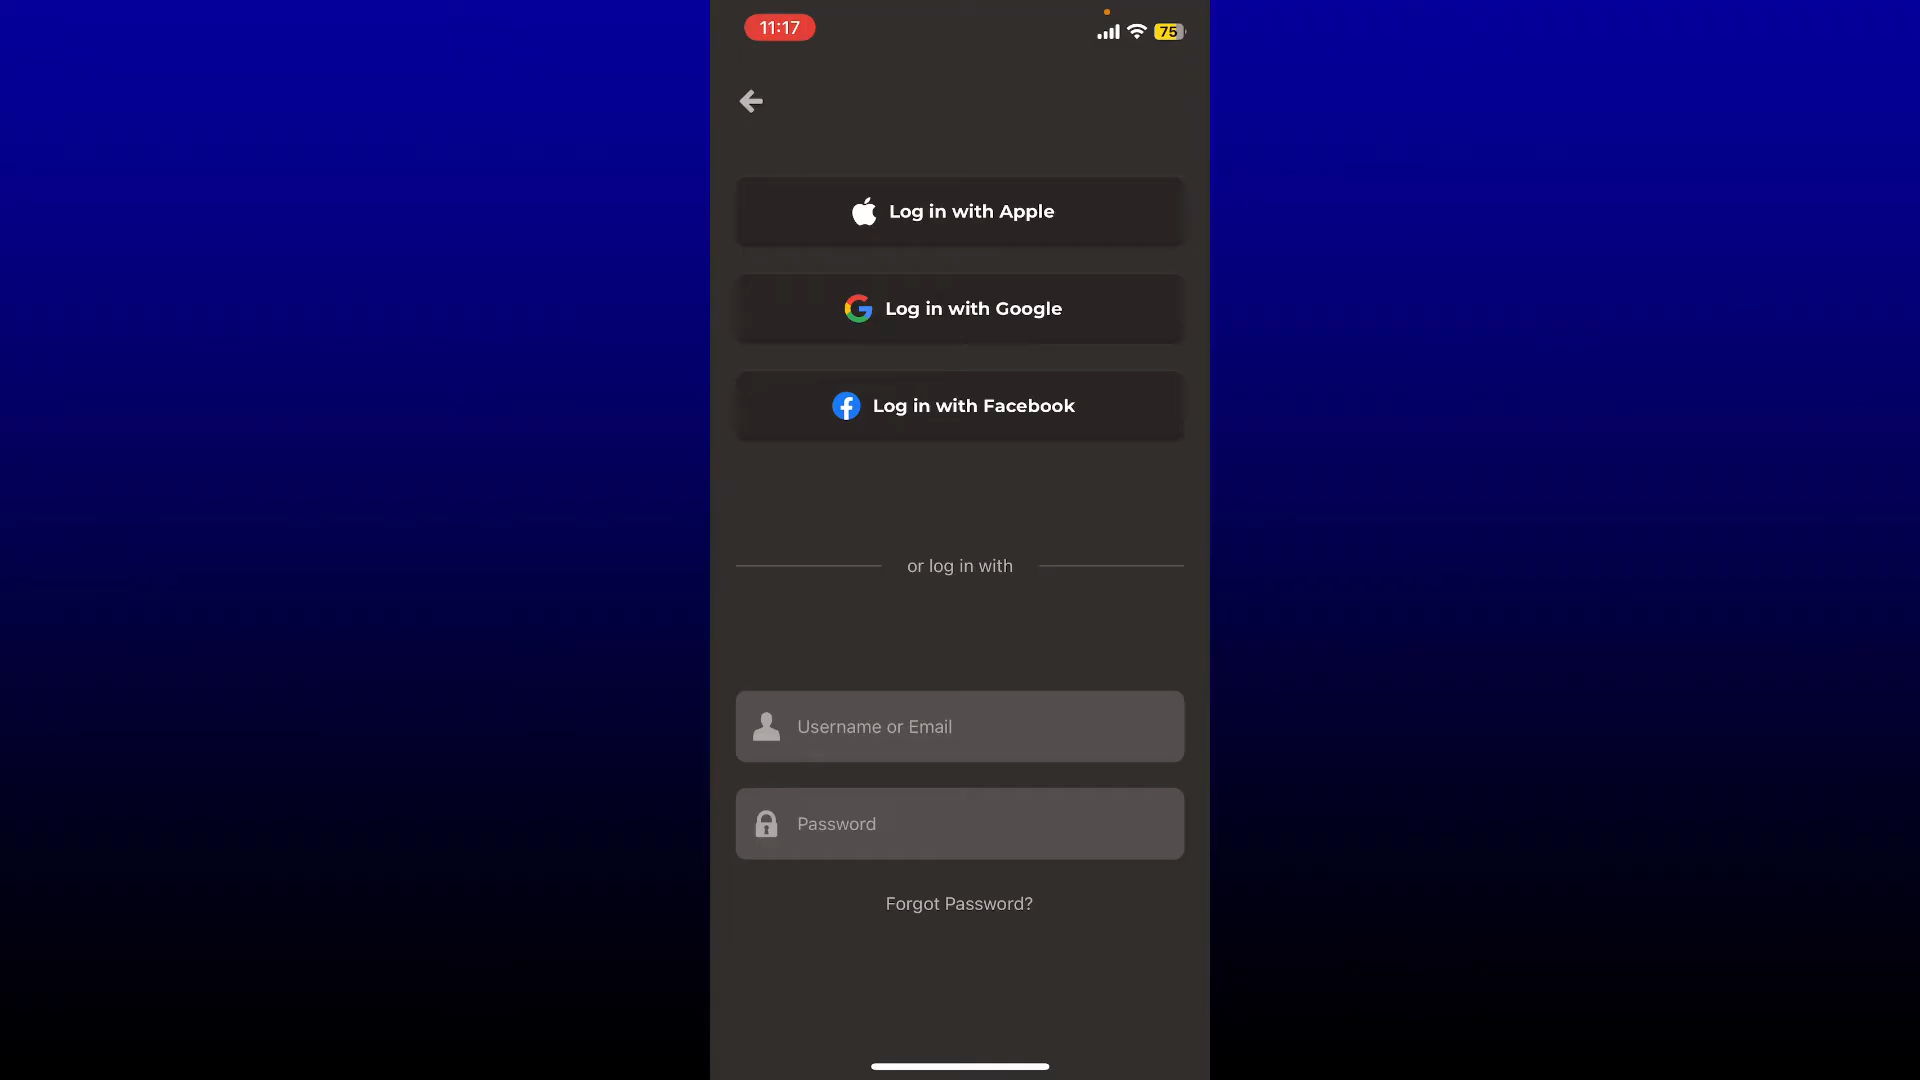 11:17
75
Log in with Apple
Log in with Google
Log in with Facebook
or log in with
Username or Email
Password
Forgot Password?